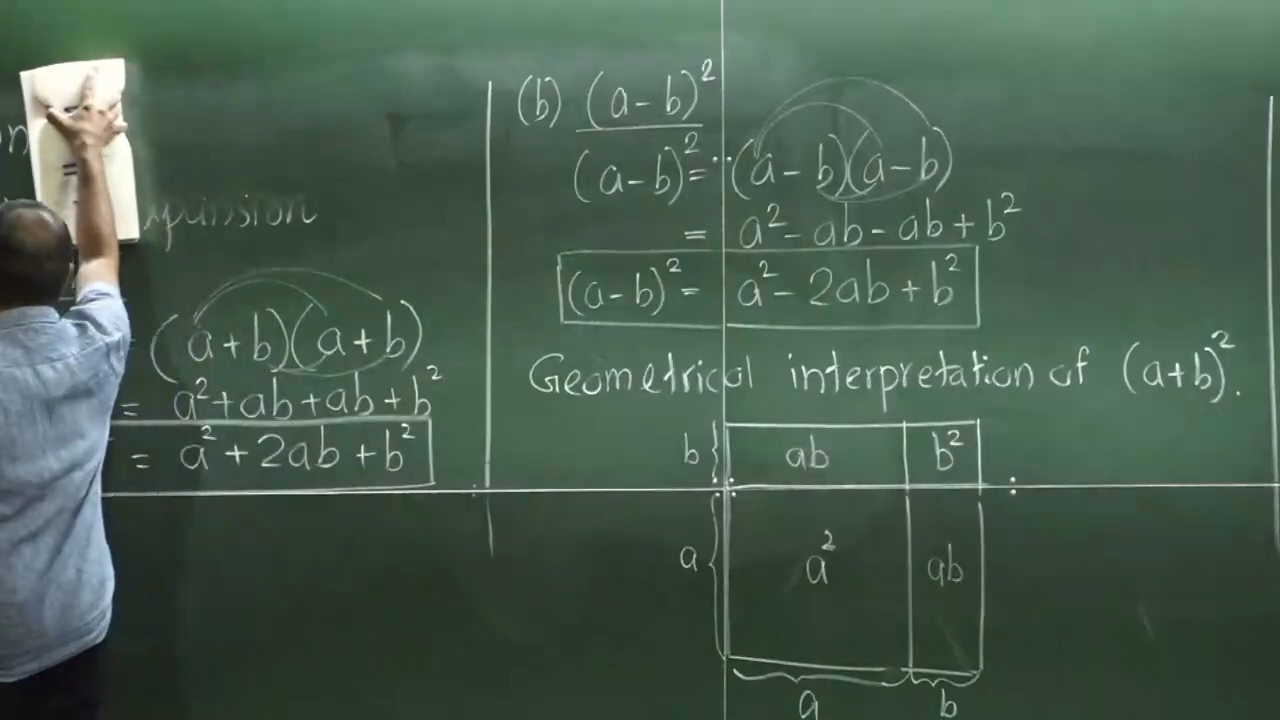 (a+b)(a+b)
= a²+ab+ab+b²
= a²+2ab+b²
(b) (a-b)²
(a-b)² = (a-b)(a-b)
= a²-ab-ab+b²
(a-b)² = a²-2ab+b²
Geometrical interpretation of (a+b)².
b { ab b²
a { a² ab
a b